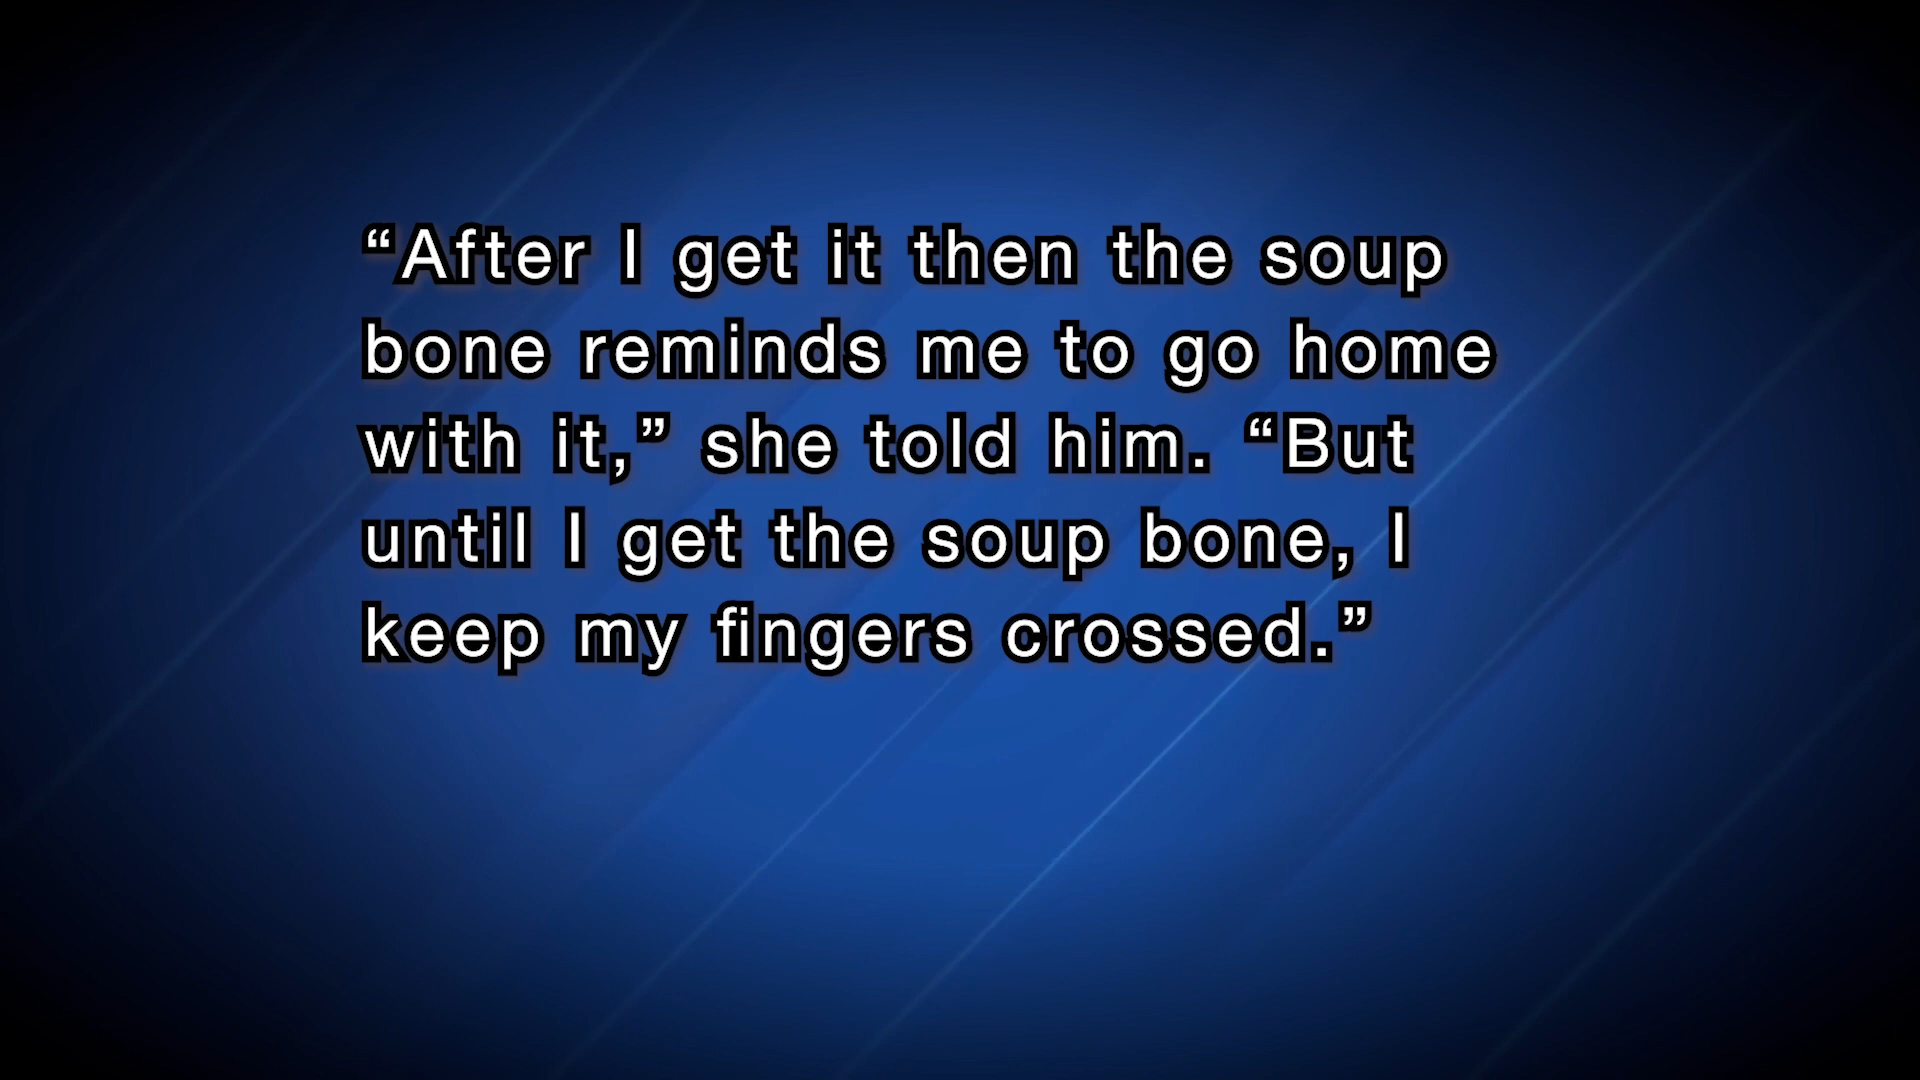 “After I get it then the soup
bone reminds me to go home
with it,” she told him. “But
until I get the soup bone, I
keep my fingers crossed.”